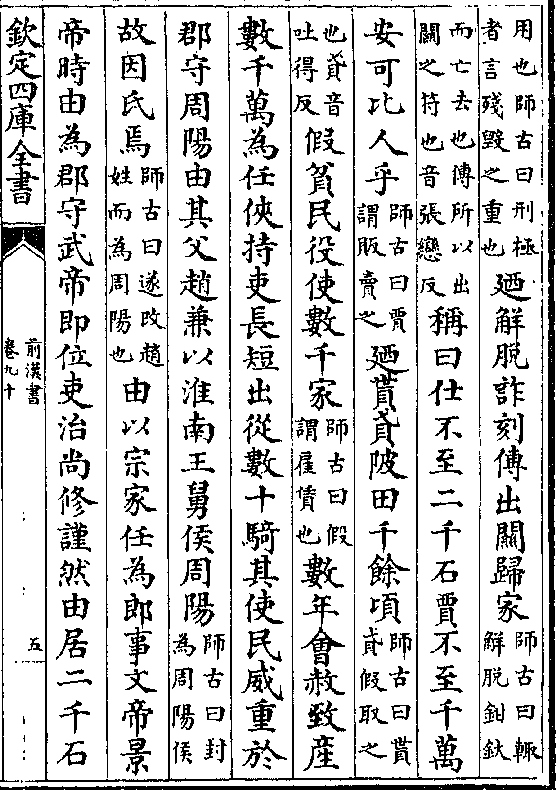 用也師古曰刑極
者言殘毁之重也
廼解脱詐刻傳出關歸家
師古曰輙
解脱鉗釱
而亡去也傳所以出
關之符也音張戀反
稱曰仕不至二千石賈不至千萬
安可比人乎
師古曰賈
謂販賣之
廼貰貣陂田千餘頃
師古曰貰
貣假取之
也貣音
吐得反
假貧民役使數千家
師古曰假
謂雇賃也
數年㑹赦致産
數千萬為任俠持吏長短出從數十騎其使民威重於
郡守周陽由其父趙兼以淮南王舅侯周陽
師古曰封
為周陽侯
故因氏焉
師古曰遂改趙
姓而為周陽也
由以宗家任為郎事文帝景
帝時由為郡守武帝即位吏治尚修謹然由居二千石
欽定四庫全書
前漢書
卷九十
五